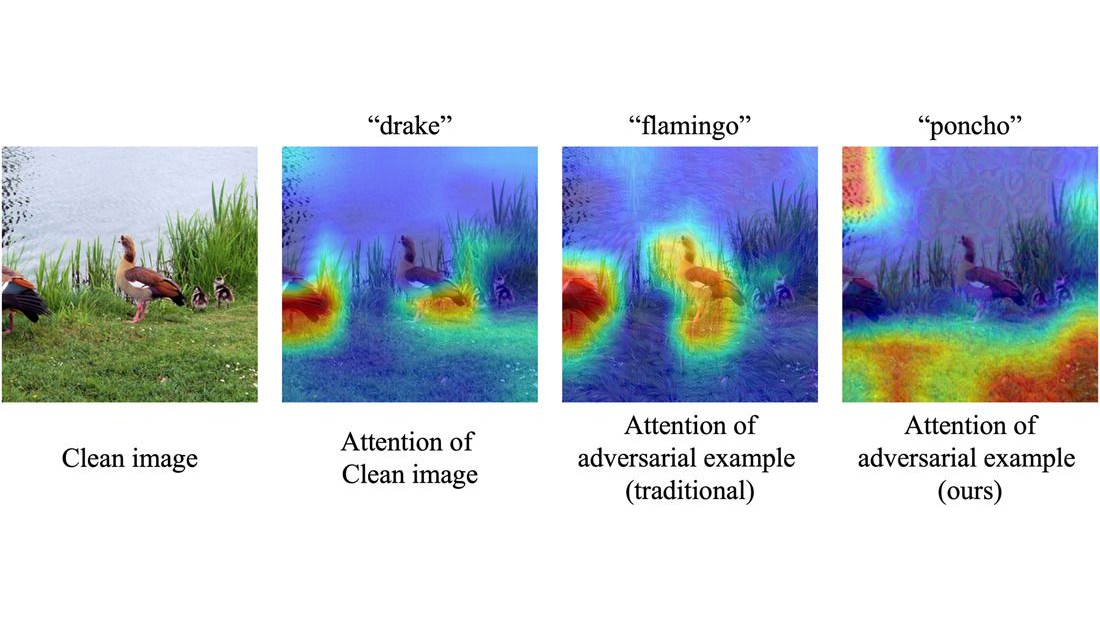 “drake”
“flamingo”
“poncho”
Clean image
Attention of
Clean image
Attention of
adversarial example
(traditional)
Attention of
adversarial example
(ours)